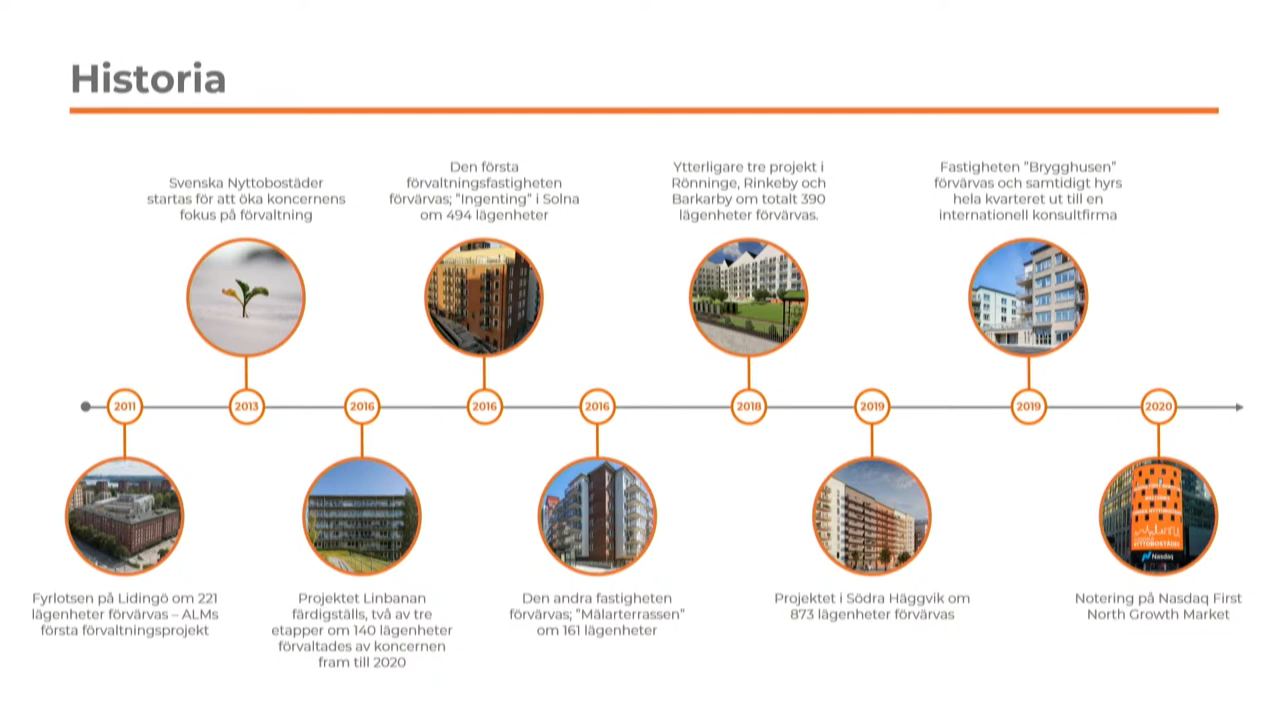 Historia
Svenska Nyttobostäder
startas för att öka koncernens
fokus på förvaltning
Den första
förvaltningsfastigheten
förvärvas; ”Ingenting” i Solna
om 494 lägenheter
Ytterligare tre projekt i
Rönninge, Rinkeby och
Barkarby om totalt 390
lägenheter förvärvas.
Fastigheten ”Brygghusen”
förvärvas och samtidigt hyrs
hela kvarteret ut till en
internationell konsultfirma
2011
2013
2016
2016
2016
2018
2019
2019
2020
NYTTOBOSTÄDER
Nasdaq
Fyrlotsen på Lidingö om 221
lägenheter förvärvas – ALMs
första förvaltningsprojekt
Projektet Linbanan
färdigställs, två av tre
etapper om 140 lägenheter
förvaltades av koncernen
fram till 2020
Den andra fastigheten
förvärvas; ”Mälarterrassen”
om 161 lägenheter
Projektet i Södra Häggvik om
873 lägenheter förvärvas
Notering på Nasdaq First
North Growth Market